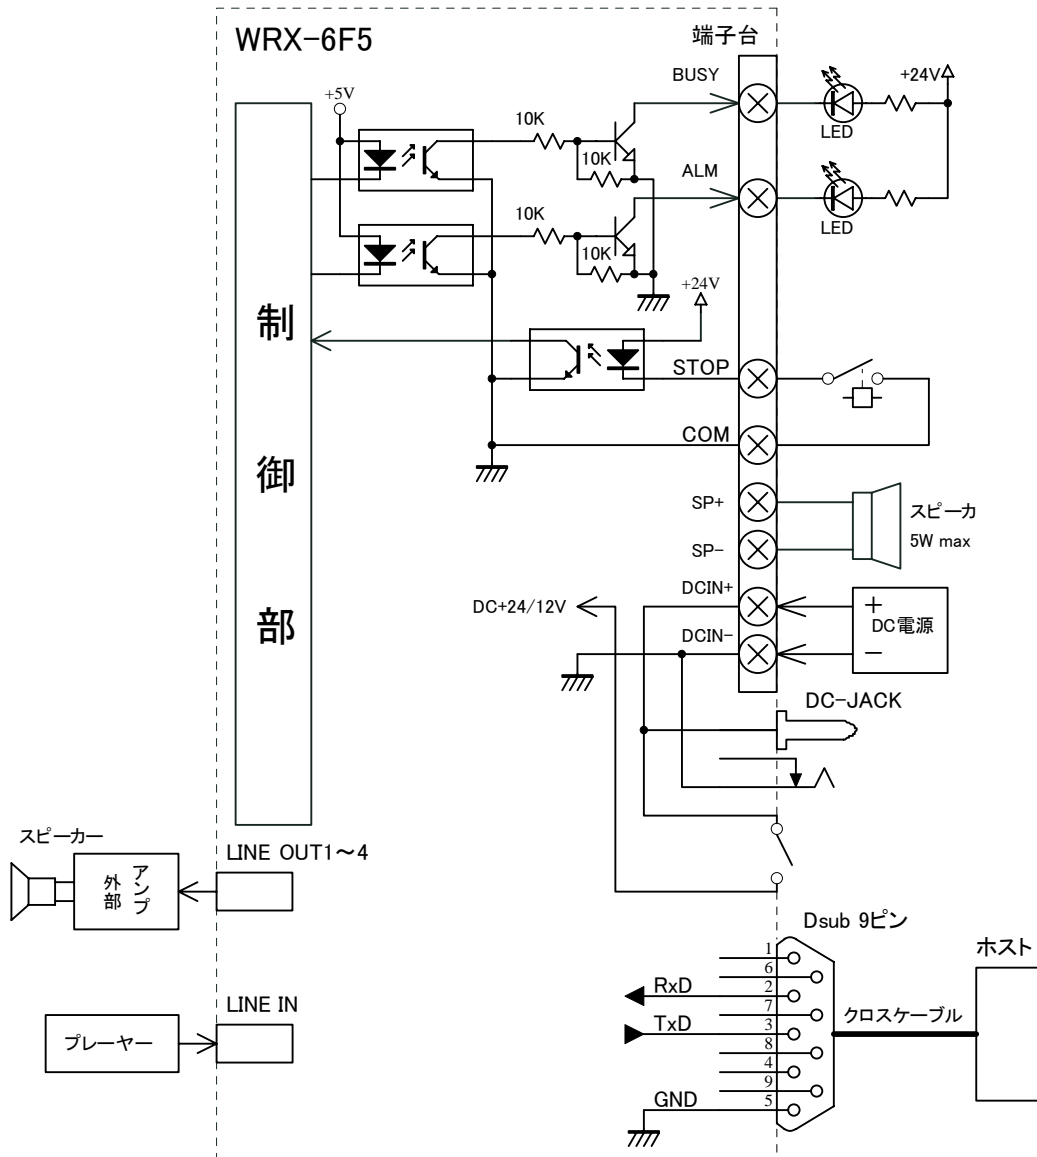 WRX-6F5
端子台
BUSY
+24V
LED
+5V
10K
10K
ALM
LED
10K
10K
+24V
制御部
STOP
COM
SP+
スピーカ
5W max
SP-
DCIN+
DC+24/12V
+
DC電源
DCIN-
-
DC-JACK
スピーカー
LINE OUT1～4
外部
アンプ
Dsub 9ピン
ホスト
1
6
RxD
2
7
クロスケーブル
LINE IN
TxD
3
プレーヤー
8
4
9
GND
5